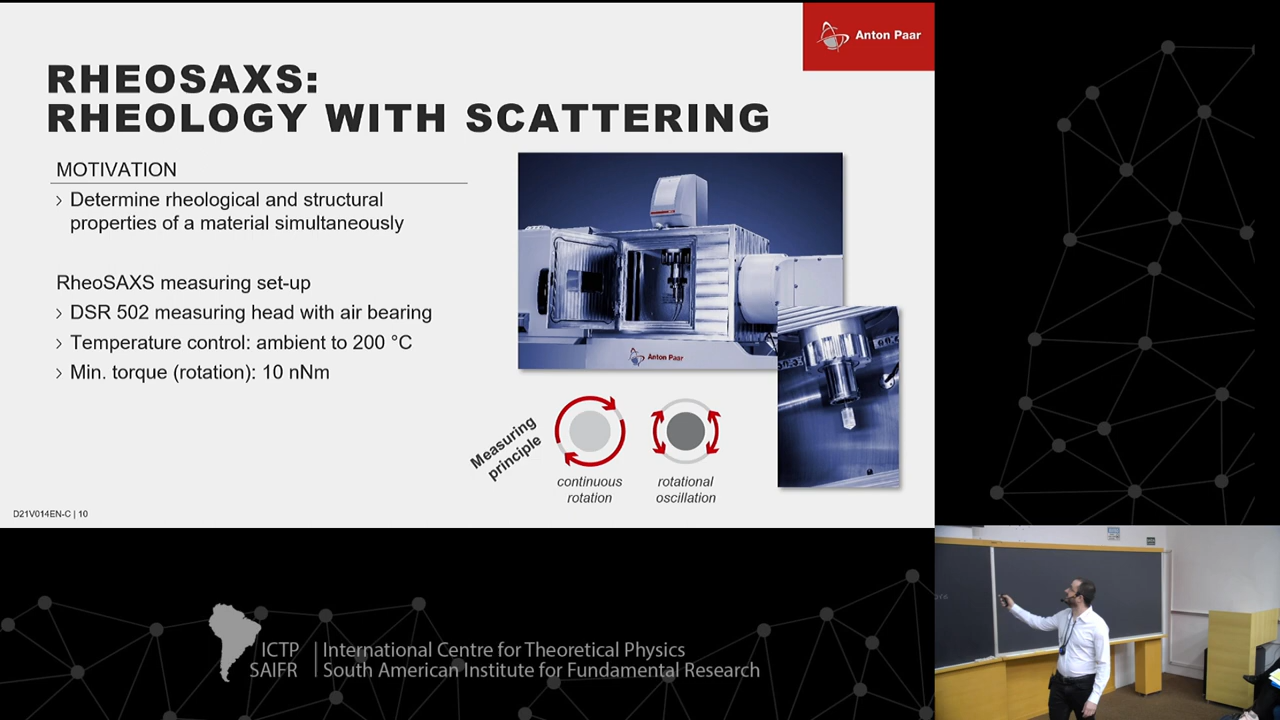 Anton Paar
RHEOSAXS:
RHEOLOGY WITH SCATTERING
MOTIVATION
› Determine rheological and structural
properties of a material simultaneously
RheoSAXS measuring set-up
› DSR 502 measuring head with air bearing
› Temperature control: ambient to 200 °C
› Min. torque (rotation): 10 nNm
Anton Paar
Measuring
principle
continuous
rotation
rotational
oscillation
D21V014EN-C | 10
ICTP
SAIFR
International Centre for Theoretical Physics
South American Institute for Fundamental Research